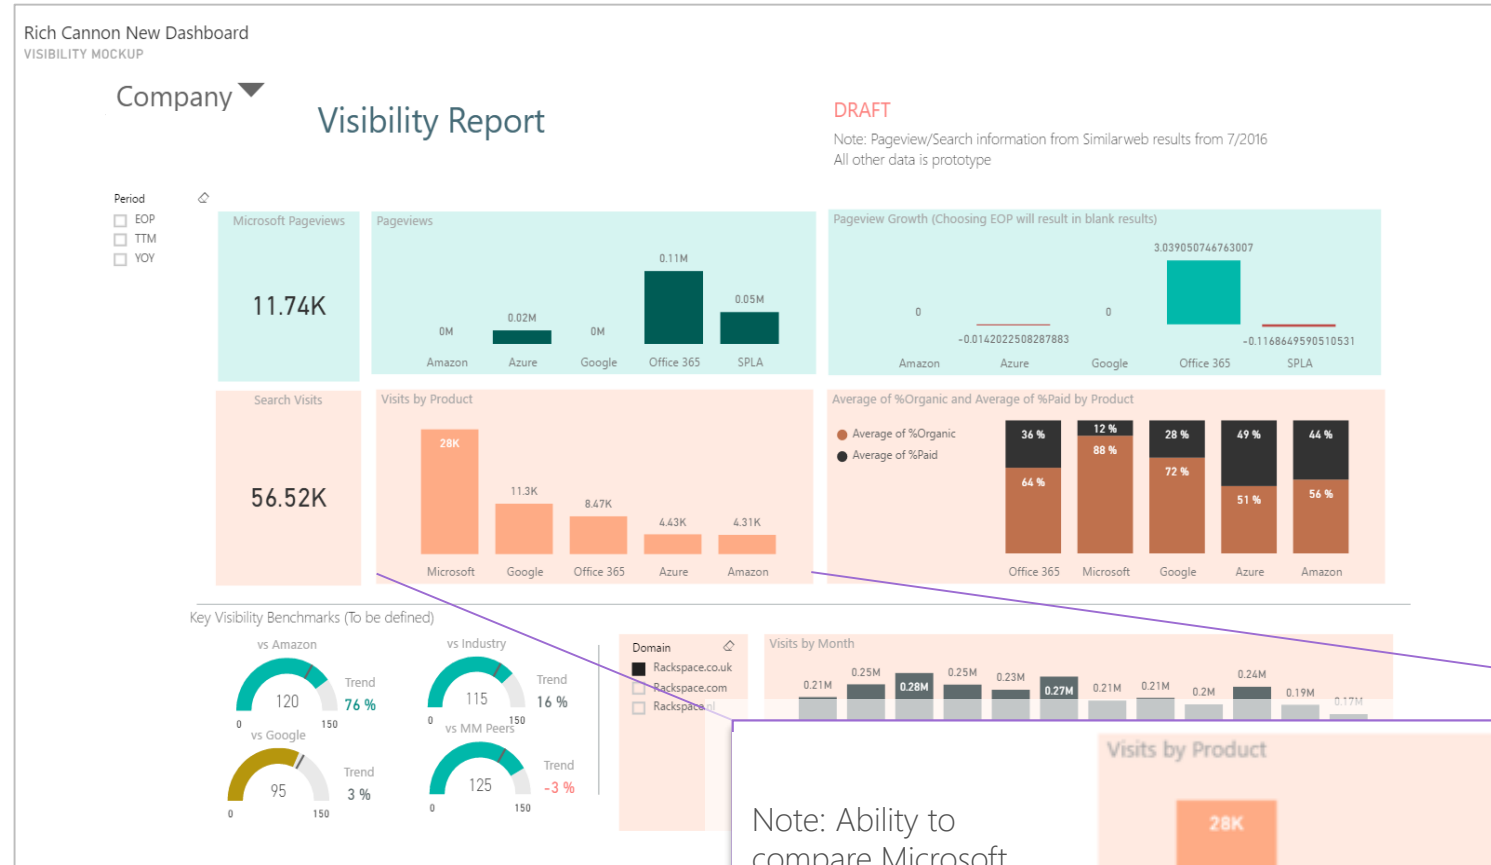 Rich Cannon New Dashboard
VISIBILITY MOCKUP
Company
Visibility Report
DRAFT
Note: Pageview/Search information from Similarweb results from 7/2016
All other data is prototype
Period
EOP
TTM
YOY
Microsoft Pageviews
11.74K
Pageviews
0M
0.02M
0M
0.11M
0.05M
Amazon Azure Google Office 365 SPLA
Pageview Growth (Choosing EOP will result in blank results)
3.039050746763007
0
0
-0.0142022508287883
-0.1168649590510531
Amazon Azure Google Office 365 SPLA
Search Visits
56.52K
Visits by Product
28K
11.3K
8.47K
4.43K
4.31K
Microsoft Google Office 365 Azure Amazon
Average of %Organic and Average of %Paid by Product
Average of %Organic
Average of %Paid
36 % 12 % 28 % 49 % 44 %
64 % 88 % 72 % 51 % 56 %
Office 365 Microsoft Google Azure Amazon
Key Visibility Benchmarks (To be defined)
vs Amazon
120
0 150
Trend
76 %
vs Industry
115
0 150
Trend
16 %
vs Google
95
0 150
Trend
3 %
vs MM Peers
125
0 150
Trend
-3 %
Domain
Rackspace.co.uk
Rackspace.com
Rackspace.nl
Visits by Month
0.21M 0.25M 0.28M 0.25M 0.23M 0.27M 0.21M 0.21M 0.2M 0.24M 0.19M 0.17M
Note: Ability to
compare Microsoft
Visits by Product
28K